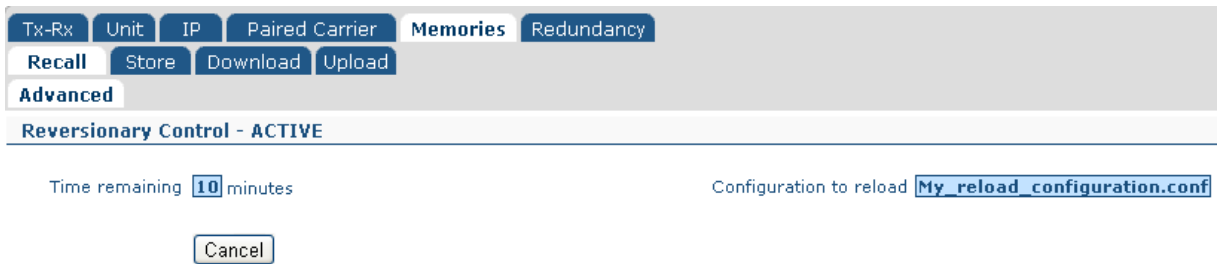 Tx-Rx Unit IP Paired Carrier Memories Redundancy
Recall Store Download Upload
Advanced
Reversionary Control - ACTIVE
Time remaining 10 minutes Configuration to reload My_reload_configuration.conf
Cancel